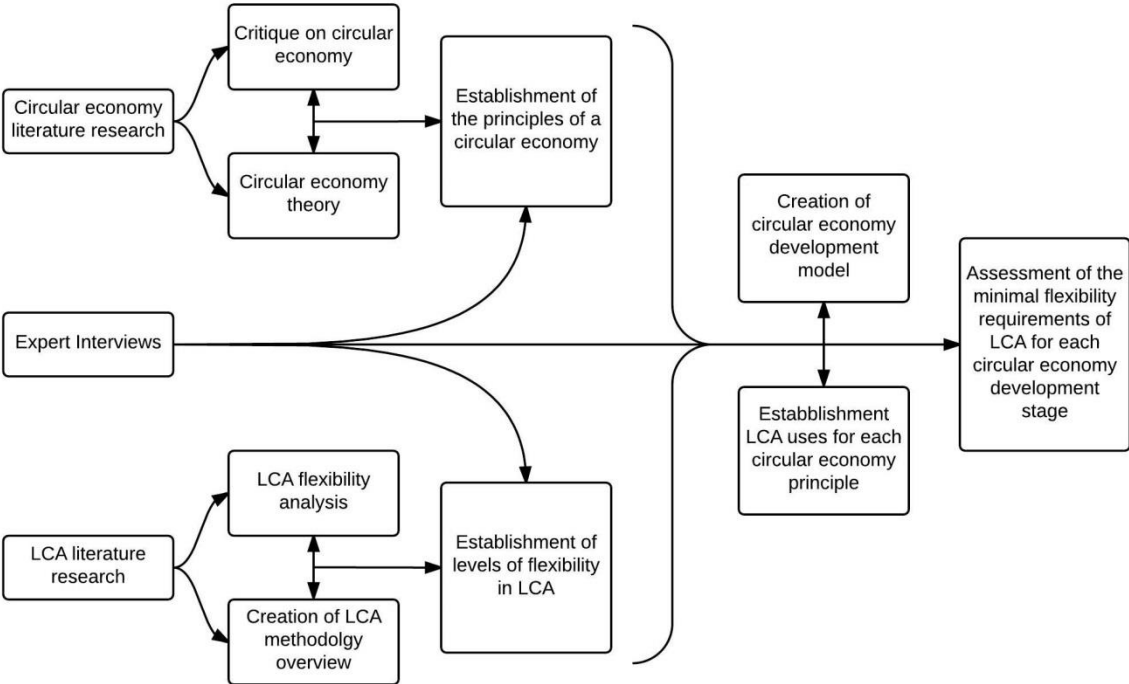 Critique on circular
economy
Circular economy
literature research
Circular economy
theory
Establishment of
the principles of a
circular economy
Expert Interviews
LCA literature
research
LCA flexibility
analysis
Creation of LCA
methodolgy
overview
Establishment of
levels of flexibility
in LCA
Creation of
circular economy
development
model
Estabblishment
LCA uses for each
circular economy
principle
Assessment of the
minimal flexibility
requirements of
LCA for each
circular economy
development
stage